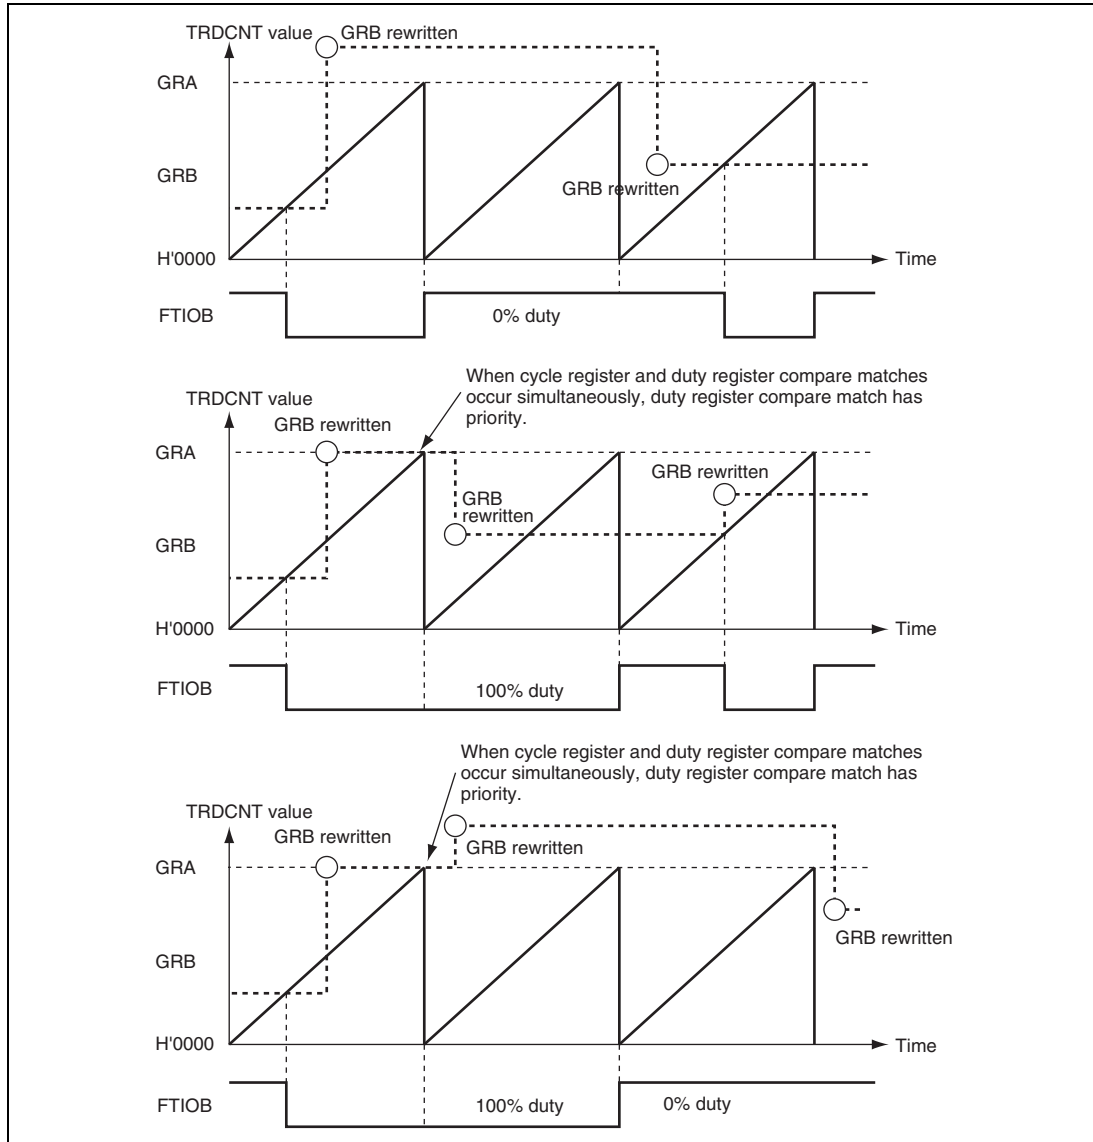 TRDCNT value
GRB rewritten
GRA
GRB
GRB rewritten
H'0000
Time
FTIOB
0% duty
When cycle register and duty register compare matches
occur simultaneously, duty register compare match has
priority.
TRDCNT value
GRB rewritten
GRA
GRB rewritten
GRB
rewritten
GRB
H'0000
Time
FTIOB
100% duty
When cycle register and duty register compare matches
occur simultaneously, duty register compare match has
priority.
TRDCNT value
GRB rewritten
GRB rewritten
GRA
GRB rewritten
GRB
H'0000
Time
FTIOB
100% duty
0% duty